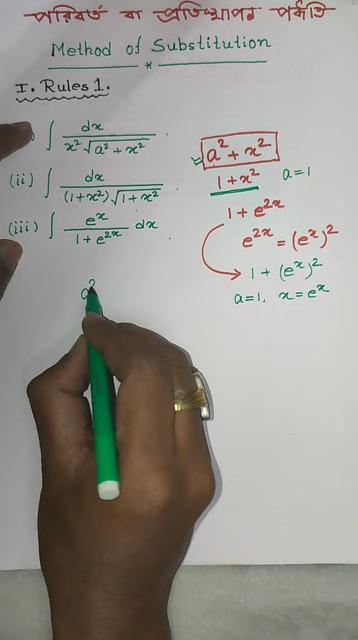 পরিবর্ত বা প্রতিস্থাপন পদ্ধতি
Method of Substitution
I. Rules 1.
∫ dx / x² √(a² + x²) .
(ii) ∫ dx / (1+x²) √(1+x²) .
(iii) ∫ eˣ / 1 + e²ˣ dx .
a² + x²
1 + x² a = 1
1 + e²ˣ
e²ˣ = (eˣ)²
1 + (eˣ)²
a = 1, x = eˣ
a²